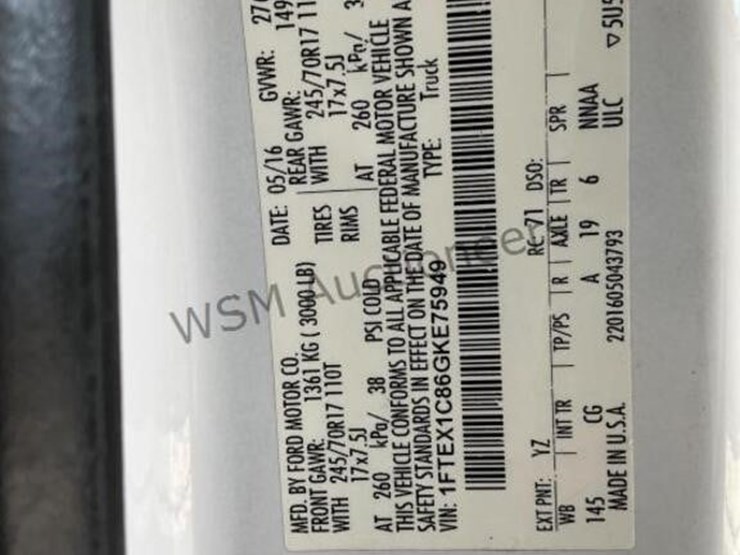 MFD. BY FORD MOTOR CO.
DATE: 05/16 GVWR:
FRONT GAWR: 1361 KG ( 3000 LB) REAR GAWR:
WITH 245/70R17 110T TIRES WITH 245/70R17
17x7.5J RIMS 17x7.5J
AT 260 kPa/ 38 PSI COLD AT 260 kPa/
THIS VEHICLE CONFORMS TO ALL APPLICABLE FEDERAL MOTOR VEHICLE
SAFETY STANDARDS IN EFFECT ON THE DATE OF MANUFACTURE SHOWN
VIN: 1FTEX1C86GKE75949 TYPE: Truck
EXT PNT: YZ RC: 71 DSO:
WB INT TR TP/PS R AXLE TR SPR
145 CG A 19 6 NNAA
MADE IN U.S.A. 2201605043793 ULC
WSM Auctioneer